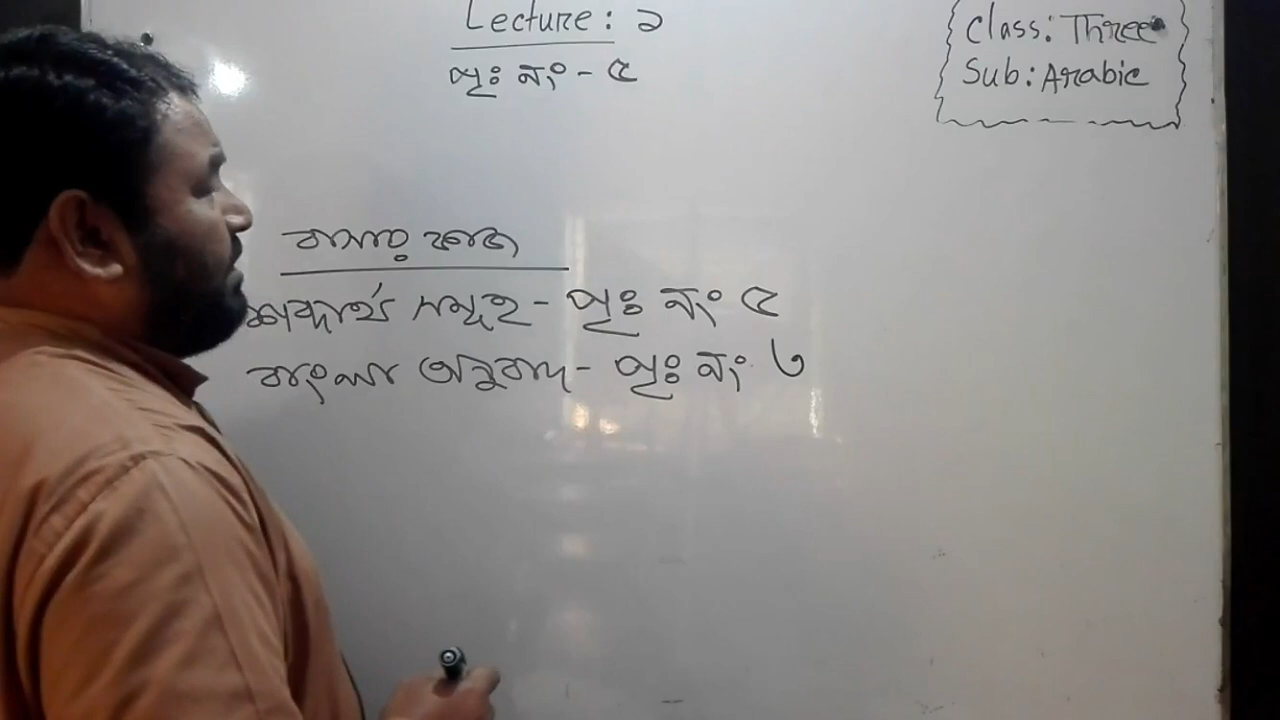 Lecture: ২
পৃঃ নং - ৫
Class: Three
Sub: Arabic
বাসার কাজ
শব্দার্থ সমূহ - পৃঃ নং ৫
বাংলা অনুবাদ - পৃঃ নং ৬